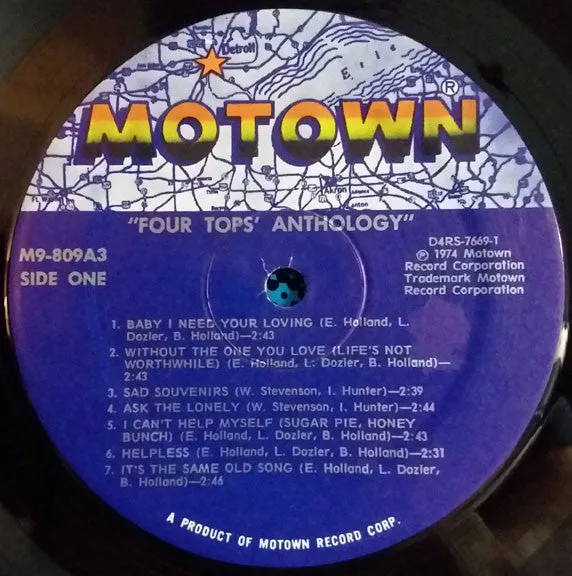 Detroit
Erie
MOTOWN®
Akron
Canton
"FOUR TOPS' ANTHOLOGY"
M9-809A3
SIDE ONE
D4RS-7669-1
℗ 1974 Motown
Record Corporation
Trademark Motown
Record Corporation
1. BABY I NEED YOUR LOVING (E. Holland, L.
Dozier, B. Holland)—2:43
2. WITHOUT THE ONE YOU LOVE (LIFE'S NOT
WORTHWHILE) (E. Holland, L. Dozier, B. Holland)—
2:43
3. SAD SOUVENIRS (W. Stevenson, I. Hunter)—2:39
4. ASK THE LONELY (W. Stevenson, I. Hunter)—2:44
5. I CAN'T HELP MYSELF (SUGAR PIE, HONEY
BUNCH) (E. Holland, L. Dozier, B. Holland)—2:43
6. HELPLESS (E. Holland, L. Dozier, B. Holland)—2:31
7. IT'S THE SAME OLD SONG (E. Holland, L. Dozier,
B. Holland)—2:46
A PRODUCT OF MOTOWN RECORD CORP.